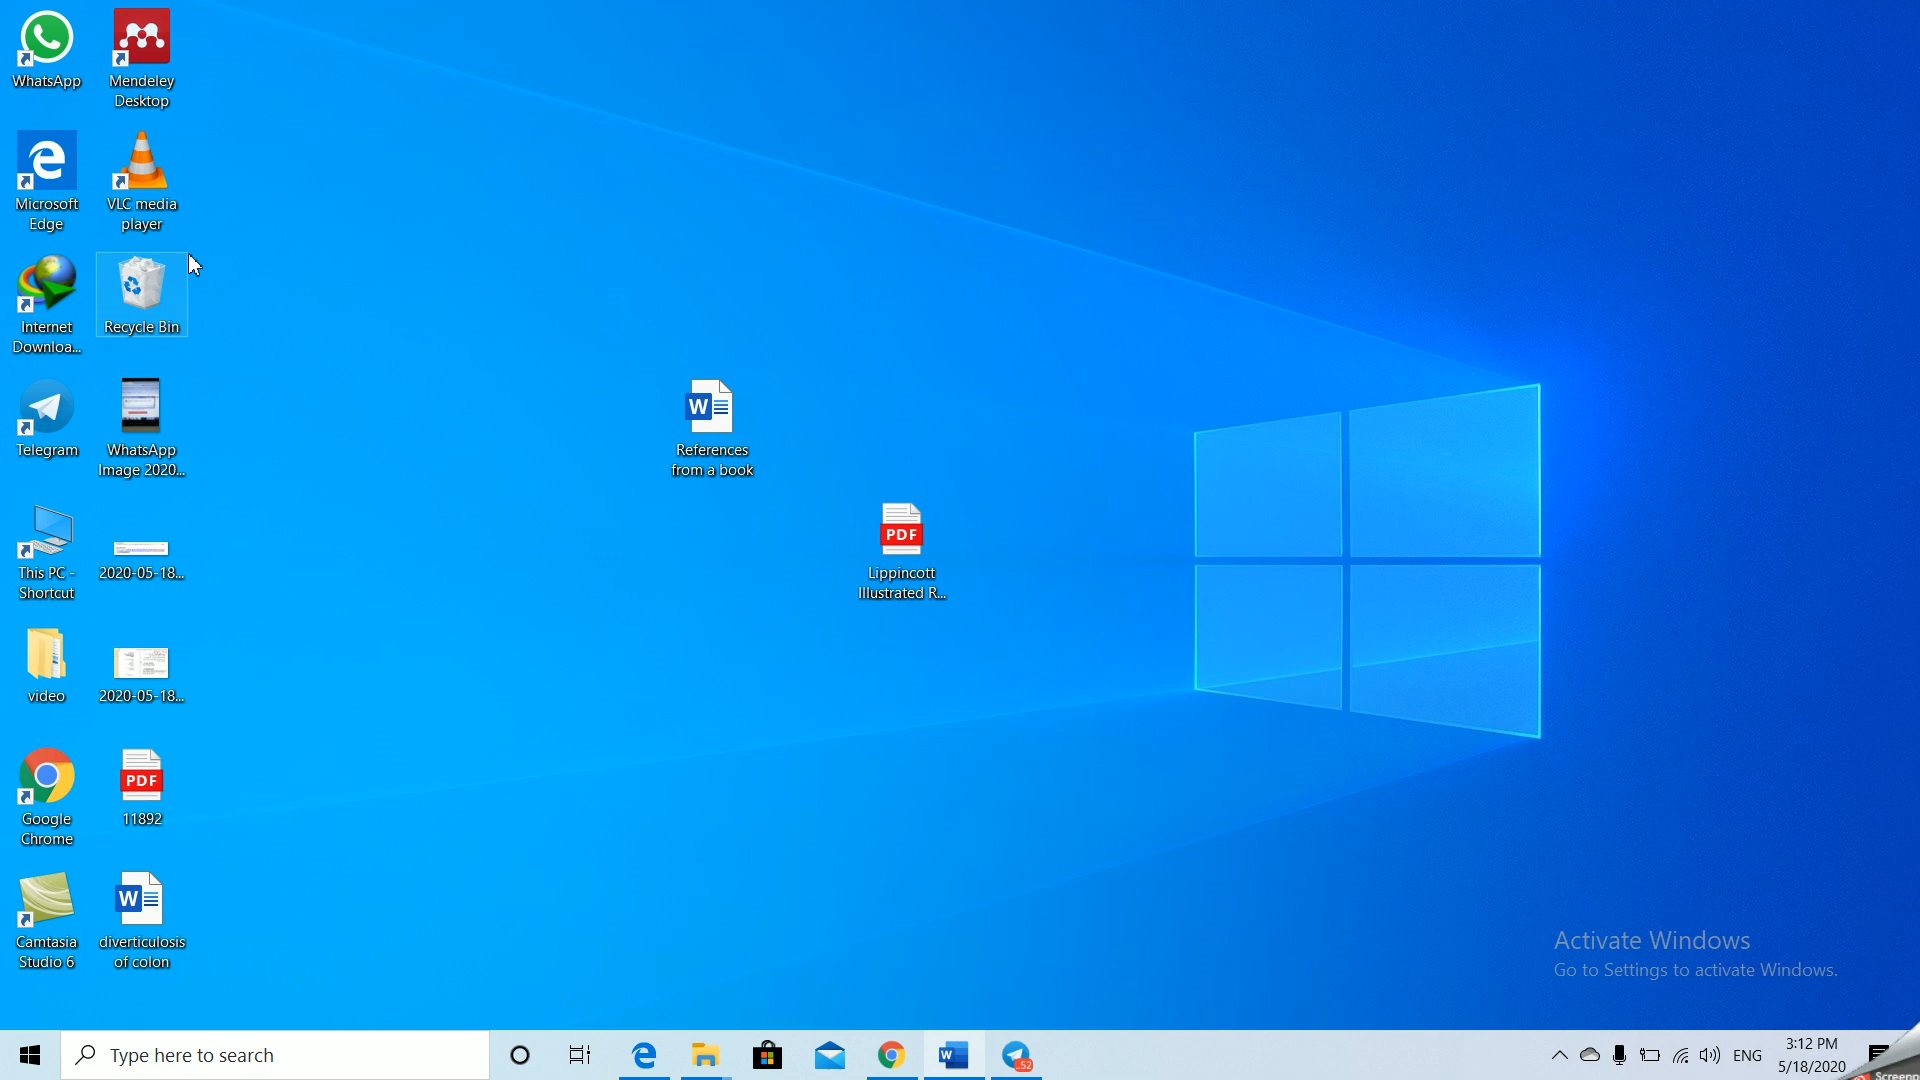 WhatsApp
Mendeley
Desktop
Microsoft
Edge
VLC media
player
Internet
Downloa...
Recycle Bin
Telegram
WhatsApp
Image 2020...
W
References
from a book
This PC -
Shortcut
2020-05-18...
PDF
Lippincott
Illustrated R...
video
2020-05-18...
Google
Chrome
PDF
11892
Camtasia
Studio 6
W
diverticulosis
of colon
Activate Windows
Go to Settings to activate Windows.
Type here to search
W
..52
ENG
3:12 PM
5/18/2020